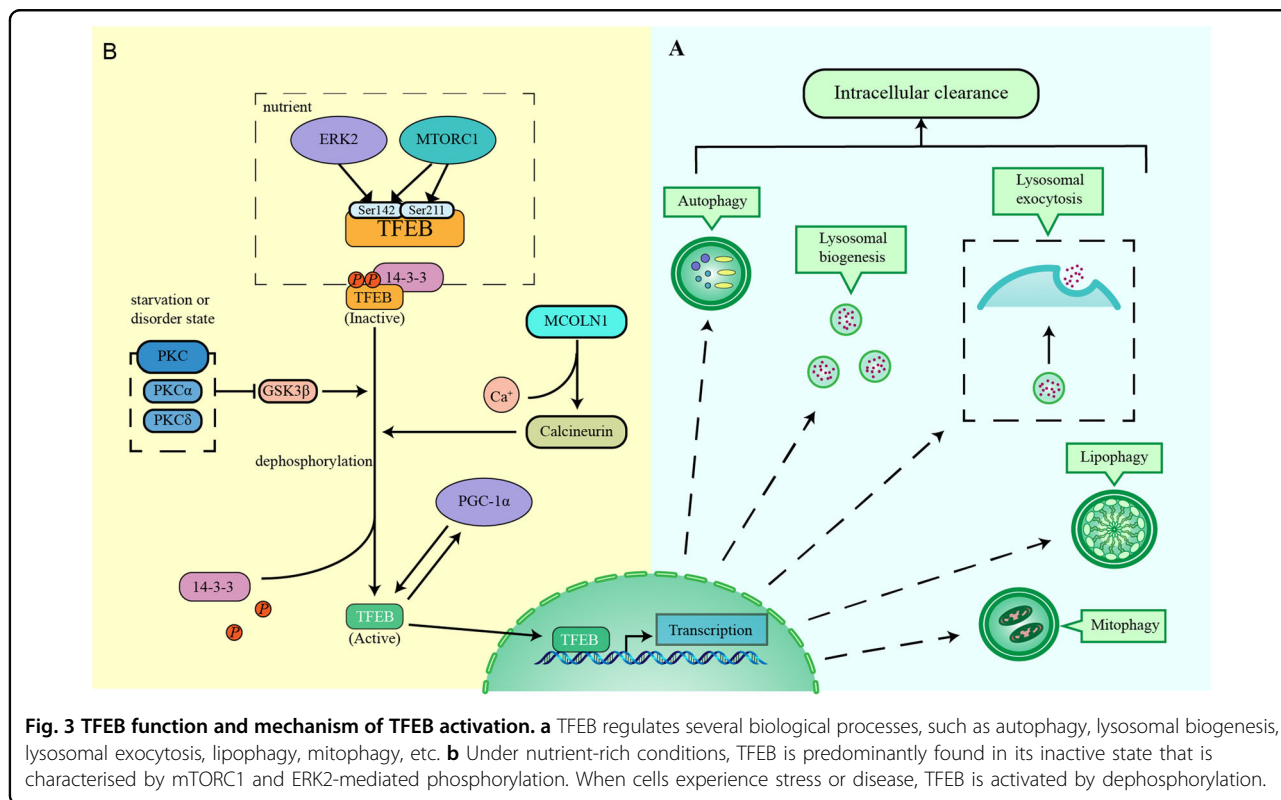 B
nutrient
ERK2
MTORC1
Ser142
Ser211
TFEB
P
P
14-3-3
TFEB
(Inactive)
starvation or
disorder state
PKC
PKCα
PKCδ
GSK3β
MCOLN1
Ca⁺
Calcineurin
dephosphorylation
PGC-1α
14-3-3
P
P
TFEB
(Active)
A
Intracellular clearance
Autophagy
Lysosomal
biogenesis
Lysosomal
exocytosis
Lipophagy
Mitophagy
TFEB
Transcription
Fig. 3 TFEB function and mechanism of TFEB activation. a TFEB regulates several biological processes, such as autophagy, lysosomal biogenesis,
lysosomal exocytosis, lipophagy, mitophagy, etc. b Under nutrient-rich conditions, TFEB is predominantly found in its inactive state that is
characterised by mTORC1 and ERK2-mediated phosphorylation. When cells experience stress or disease, TFEB is activated by dephosphorylation.